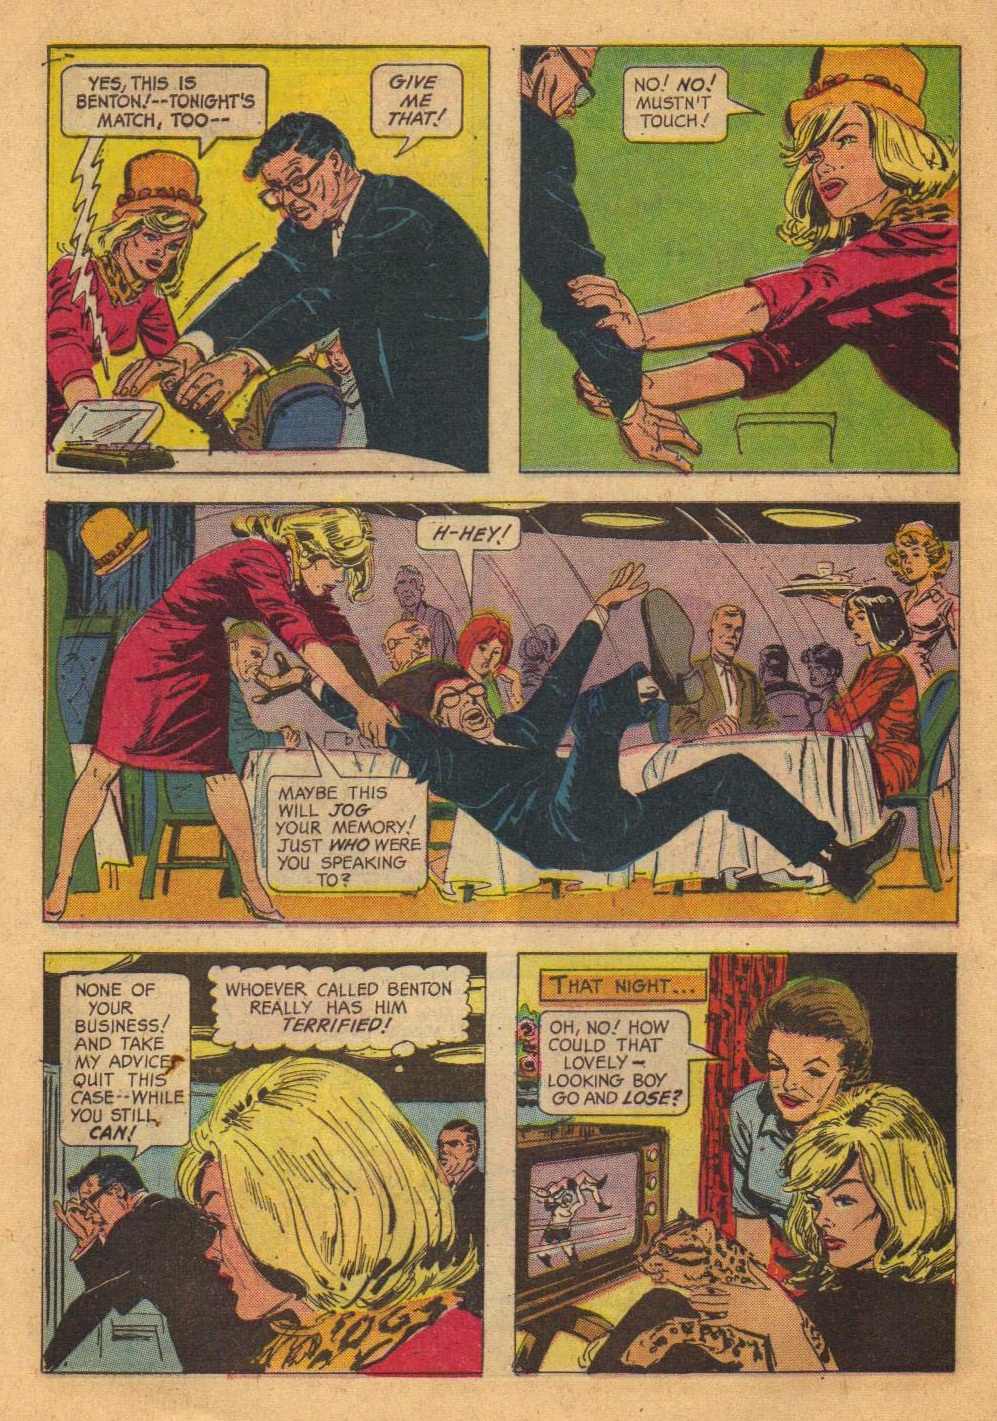 YES, THIS IS
BENTON!--TONIGHT'S
MATCH, TOO--
GIVE
ME
THAT!
NO! NO!
MUSTN'T
TOUCH!
H-HEY!
MAYBE THIS
WILL JOG
YOUR MEMORY!
JUST WHO WERE
YOU SPEAKING
TO?
NONE OF
YOUR
BUSINESS!
AND TAKE
MY ADVICE,
QUIT THIS
CASE--WHILE
YOU STILL
CAN!
WHOEVER CALLED BENTON
REALLY HAS HIM
TERRIFIED!
THAT NIGHT...
OH, NO! HOW
COULD THAT
LOVELY-
LOOKING BOY
GO AND LOSE?